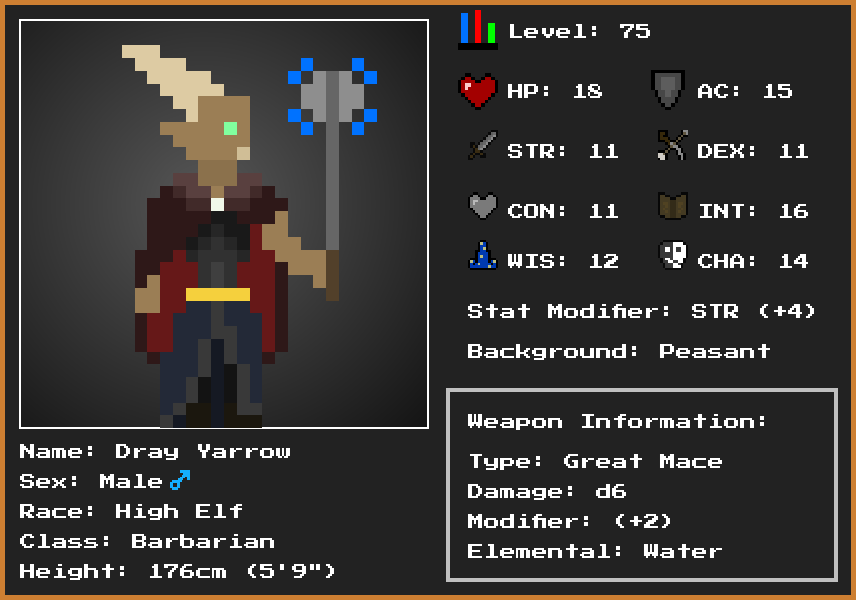 Level: 75
HP: 18 AC: 15
STR: 11 DEX: 11
CON: 11 INT: 16
WIS: 12 CHA: 14
Stat Modifier: STR (+4)
Background: Peasant
Weapon Information:
Type: Great Mace
Damage: d6
Modifier: (+2)
Elemental: Water
Name: Dray Yarrow
Sex: Male♂
Race: High Elf
Class: Barbarian
Height: 176cm (5'9")